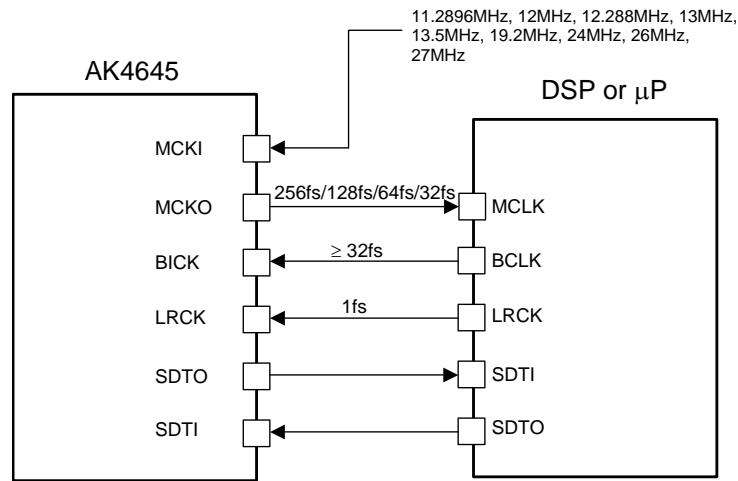 11.2896MHz, 12MHz, 12.288MHz, 13MHz,
13.5MHz, 19.2MHz, 24MHz, 26MHz,
27MHz
AK4645
DSP or μP
MCKI
MCKO
256fs/128fs/64fs/32fs
MCLK
BICK
≥ 32fs
BCLK
LRCK
1fs
LRCK
SDTO
SDTI
SDTI
SDTO